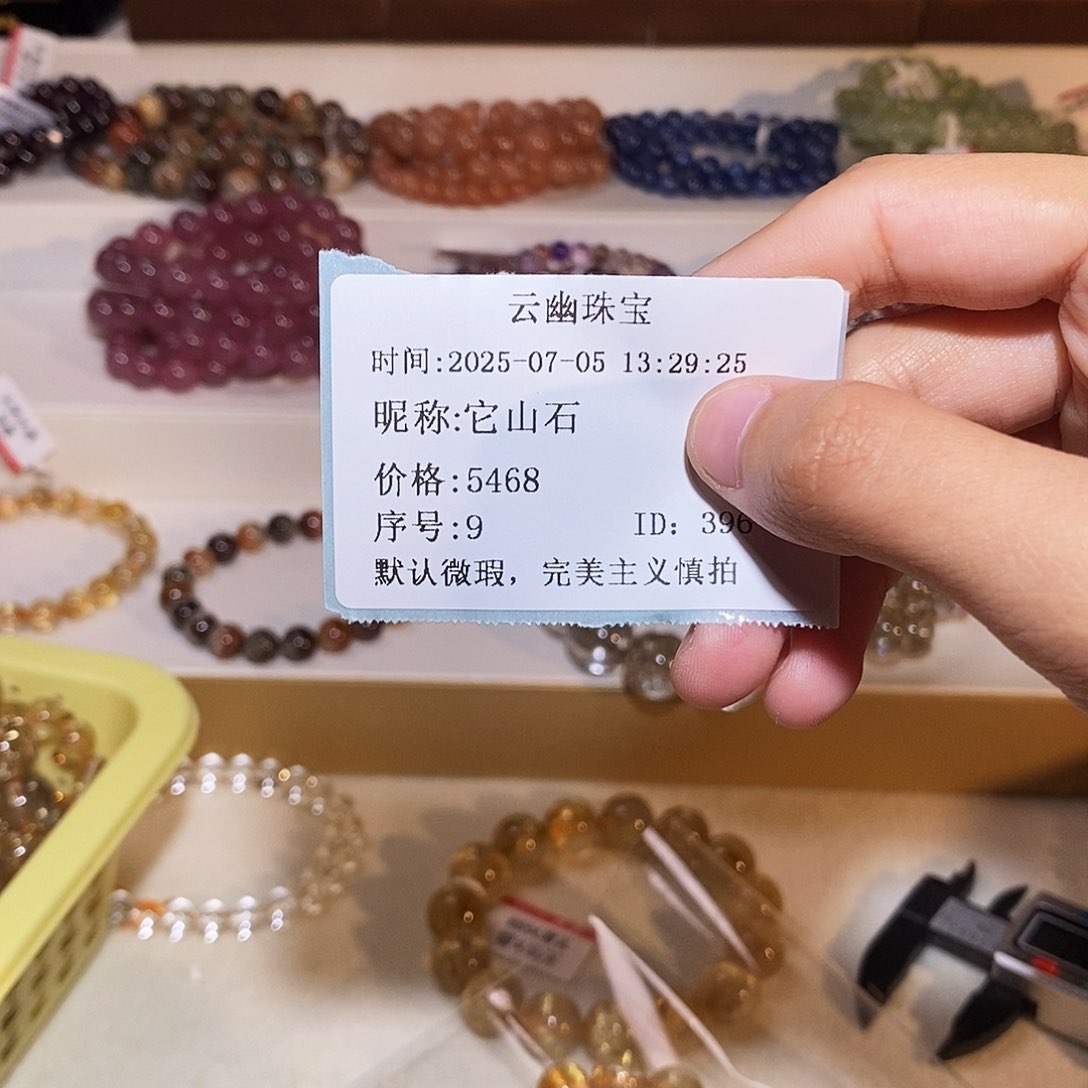 云幽珠宝
时间:2025-07-05 13:29:25
昵称:它山石
价格:5468
序号:9 ID: 396
默认微瑕，完美主义慎拍